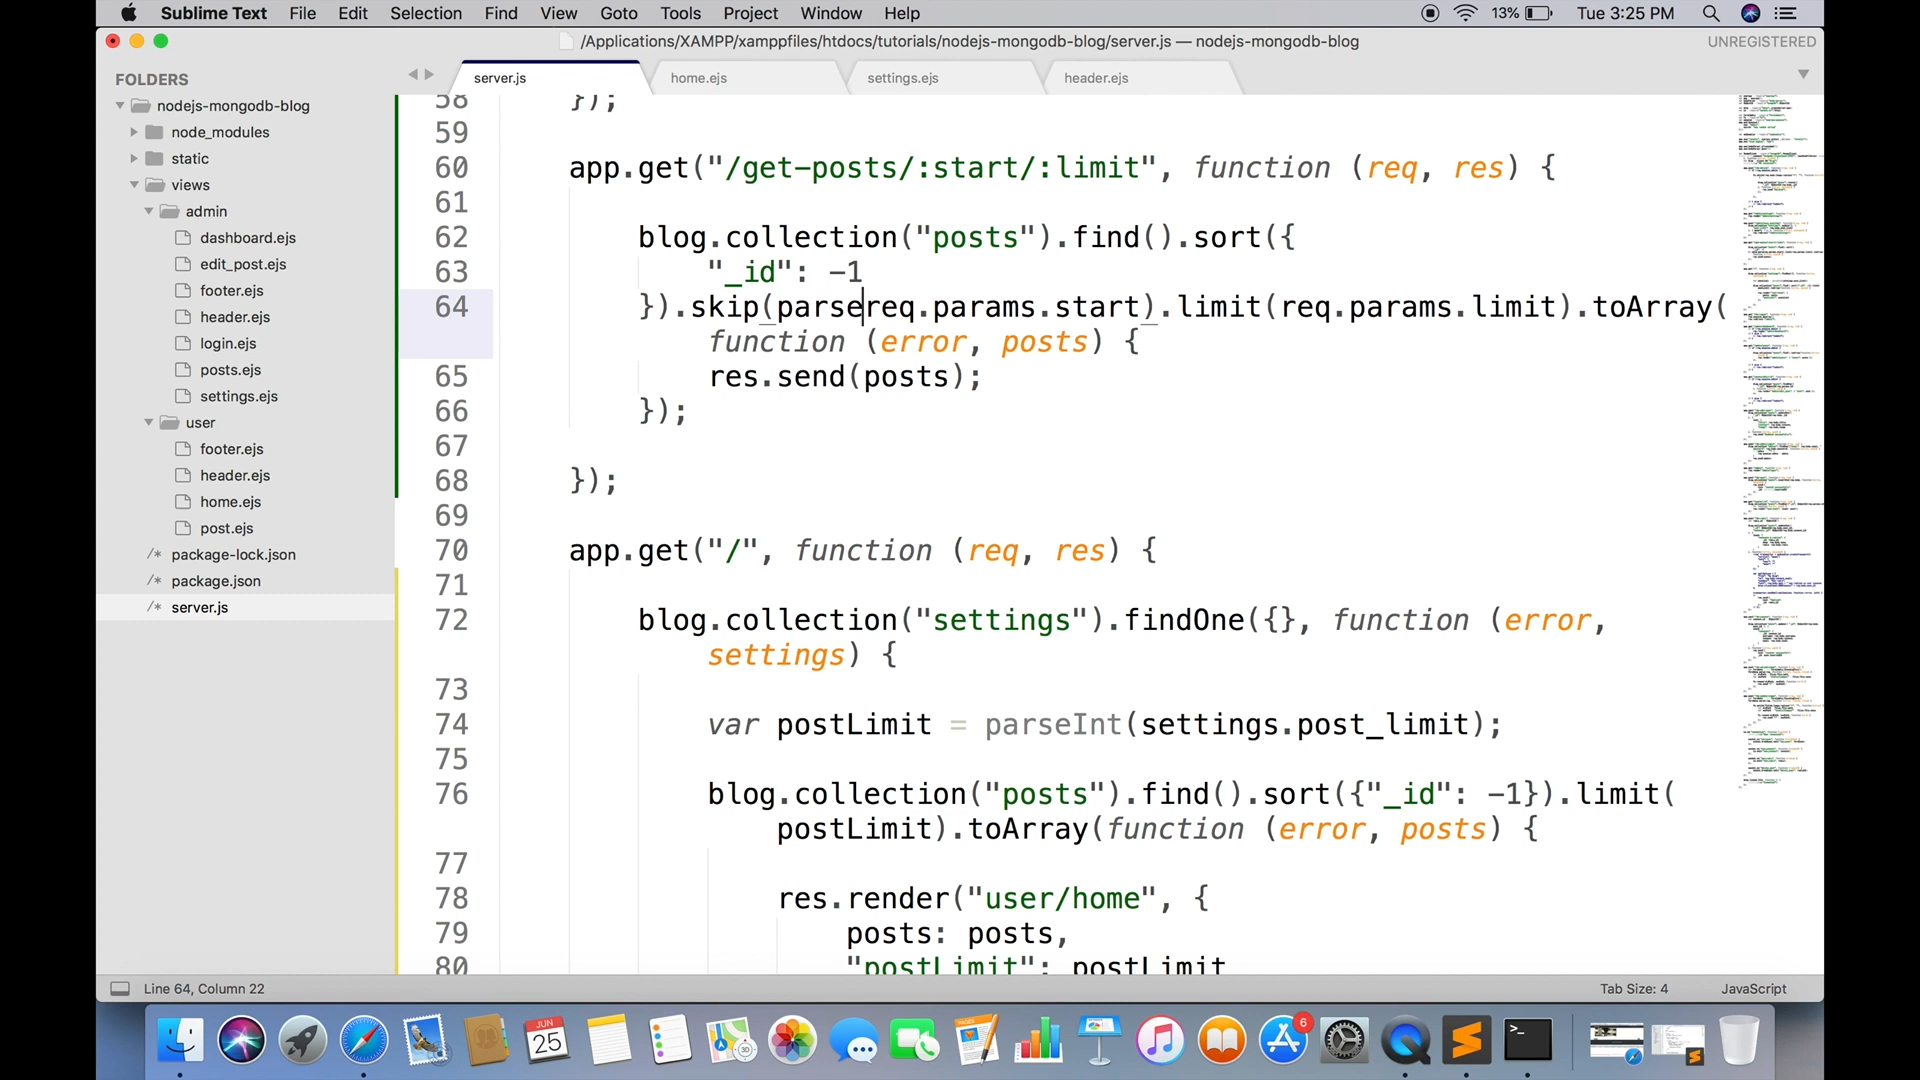 Sublime Text File Edit Selection Find View Goto Tools Project Window Help 13% Tue 3:25 PM
/Applications/XAMPP/xamppfiles/htdocs/tutorials/nodejs-mongodb-blog/server.js — nodejs-mongodb-blog UNREGISTERED
FOLDERS
nodejs-mongodb-blog
node_modules
static
views
admin
dashboard.ejs
edit_post.ejs
footer.ejs
header.ejs
login.ejs
posts.ejs
settings.ejs
user
footer.ejs
header.ejs
home.ejs
post.ejs
/* package-lock.json
/* package.json
/* server.js
server.js home.ejs settings.ejs header.ejs
58 });
59
60 app.get("/get-posts/:start/:limit", function (req, res) {
61
62 blog.collection("posts").find().sort({
63 "_id": -1
64 }).skip(parsereq.params.start).limit(req.params.limit).toArray(
function (error, posts) {
65 res.send(posts);
66 });
67
68 });
69
70 app.get("/", function (req, res) {
71
72 blog.collection("settings").findOne({}, function (error,
settings) {
73
74 var postLimit = parseInt(settings.post_limit);
75
76 blog.collection("posts").find().sort({"_id": -1}).limit(
postLimit).toArray(function (error, posts) {
77
78 res.render("user/home", {
79 posts: posts,
80 "postLimit": postLimit
Line 64, Column 22 Tab Size: 4 JavaScript
JUN
25
3D
PAGES
6
>_